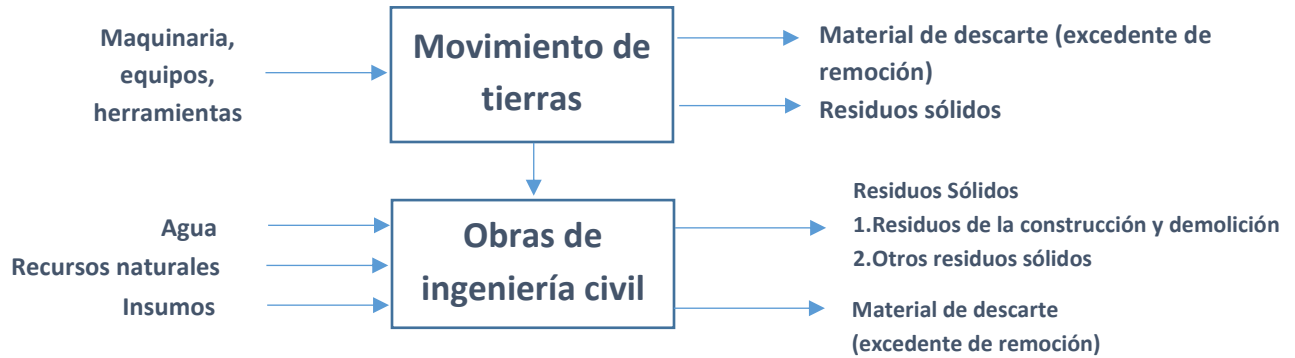 Maquinaria,
equipos,
herramientas
Movimiento de
tierras
Material de descarte (excedente de
remoción)
Residuos sólidos
Agua
Recursos naturales
Insumos
Obras de
ingeniería civil
Residuos Sólidos
1.Residuos de la construcción y demolición
2.Otros residuos sólidos
Material de descarte
(excedente de remoción)